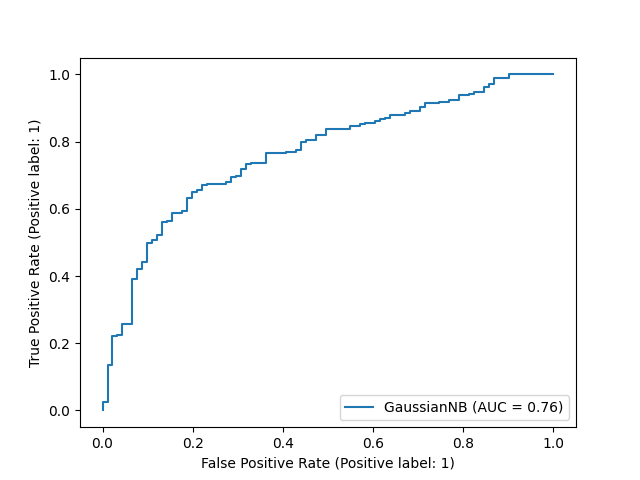 1.0
0.8
0.6
0.4
0.2
0.0
True Positive Rate (Positive label: 1)
GaussianNB (AUC = 0.76)
0.0 0.2 0.4 0.6 0.8 1.0
False Positive Rate (Positive label: 1)